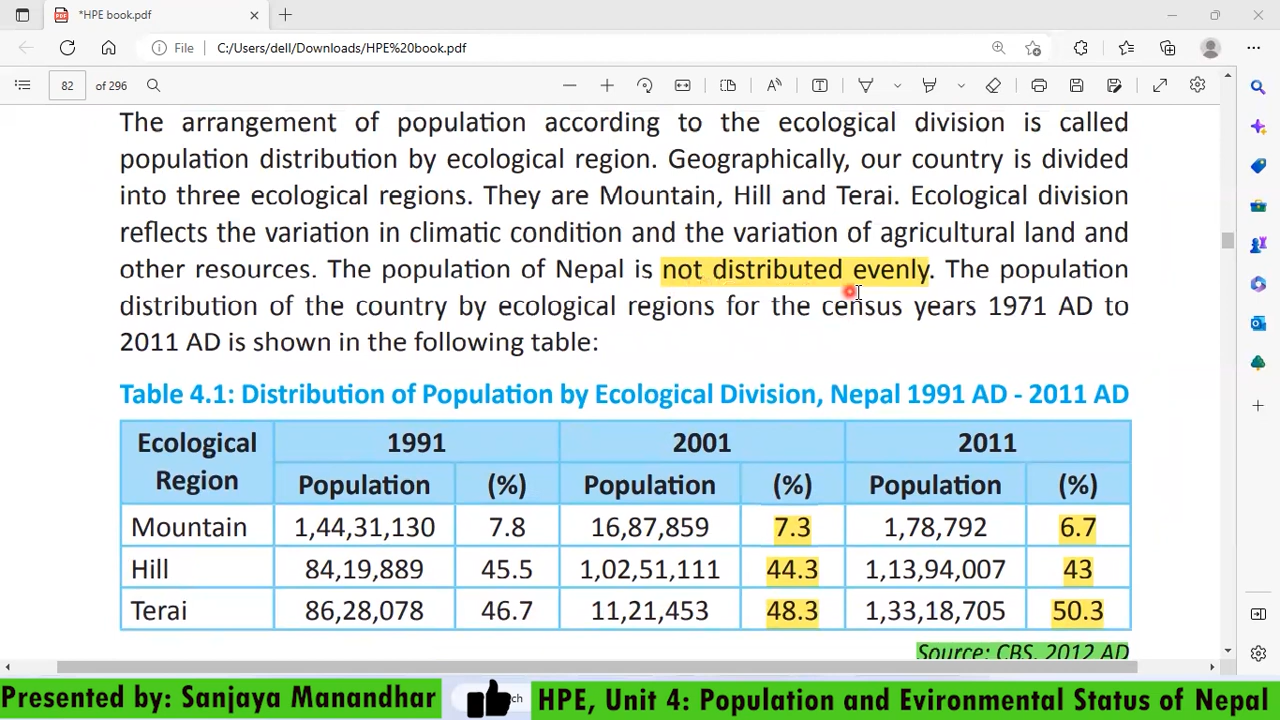 *HPE book.pdf
File C:/Users/dell/Downloads/HPE%20book.pdf
82 of 296
The arrangement of population according to the ecological division is called
population distribution by ecological region. Geographically, our country is divided
into three ecological regions. They are Mountain, Hill and Terai. Ecological division
reflects the variation in climatic condition and the variation of agricultural land and
other resources. The population of Nepal is not distributed evenly. The population
distribution of the country by ecological regions for the census years 1971 AD to
2011 AD is shown in the following table:
Table 4.1: Distribution of Population by Ecological Division, Nepal 1991 AD - 2011 AD
Ecological Region 1991 2001 2011
Population (%) Population (%) Population (%)
Mountain 1,44,31,130 7.8 16,87,859 7.3 1,78,792 6.7
Hill 84,19,889 45.5 1,02,51,111 44.3 1,13,94,007 43
Terai 86,28,078 46.7 11,21,453 48.3 1,33,18,705 50.3
Source: CBS, 2012 AD
Presented by: Sanjaya Manandhar HPE, Unit 4: Population and Evironmental Status of Nepal